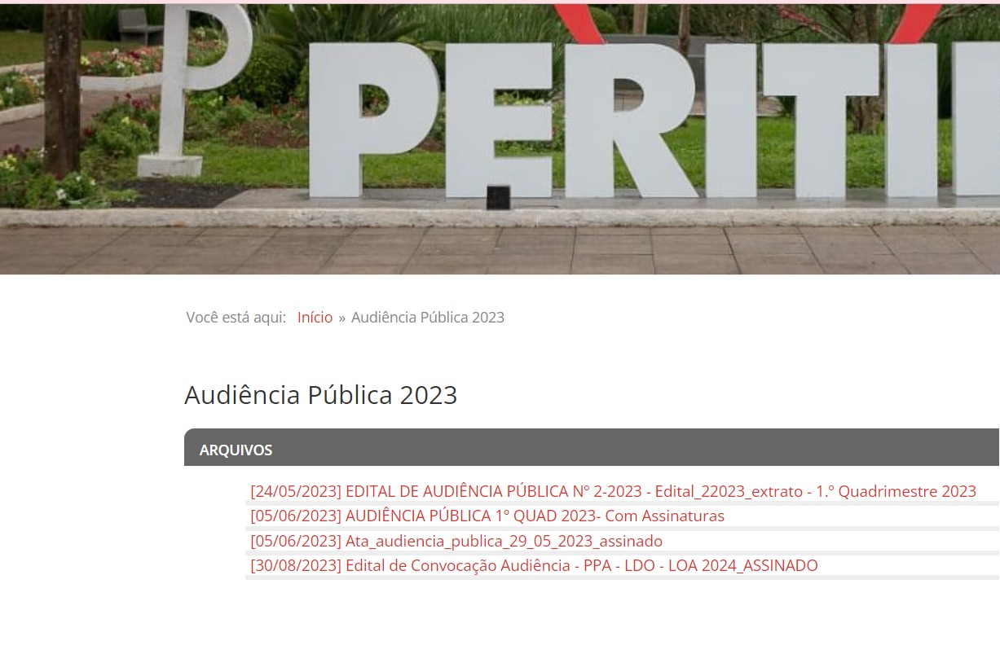 P PERITI
Você está aqui: Início » Audiência Pública 2023
Audiência Pública 2023
ARQUIVOS
[24/05/2023] EDITAL DE AUDIÊNCIA PÚBLICA Nº 2-2023 - Edital_22023_extrato - 1.º Quadrimestre 2023
[05/06/2023] AUDIÊNCIA PÚBLICA 1º QUAD 2023- Com Assinaturas
[05/06/2023] Ata_audiencia_publica_29_05_2023_assinado
[30/08/2023] Edital de Convocação Audiência - PPA - LDO - LOA 2024_ASSINADO